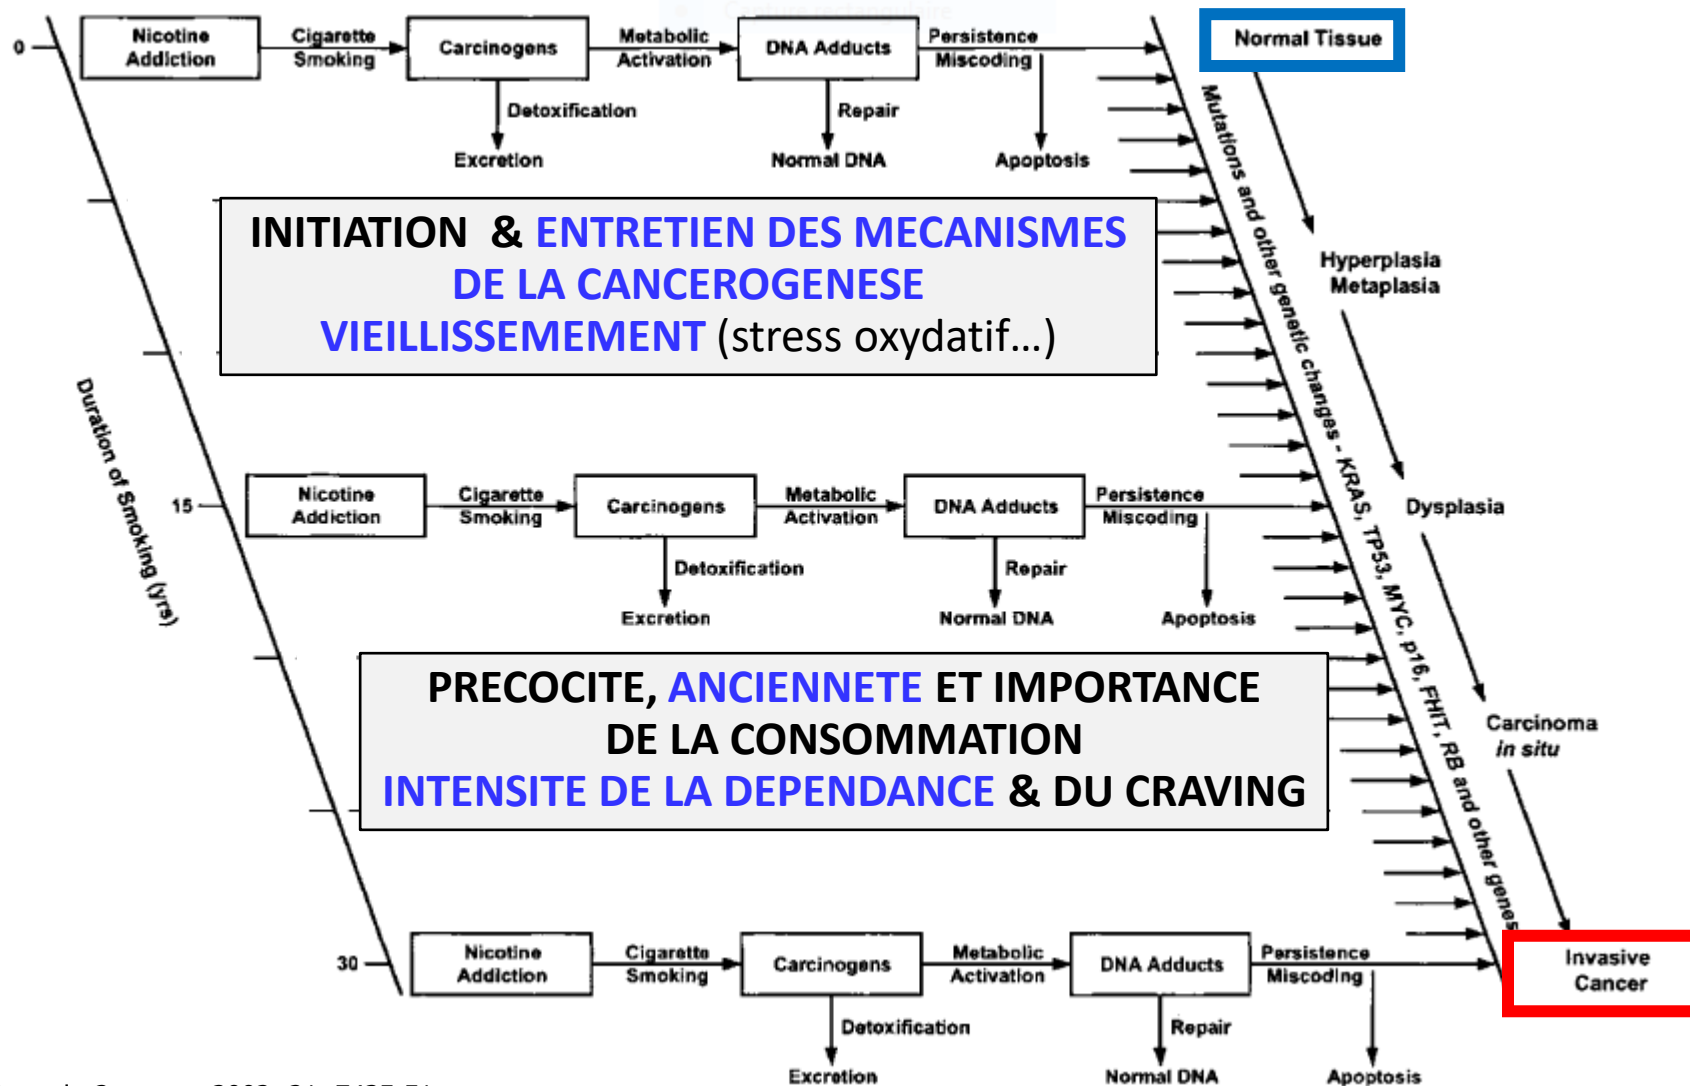 Capture rectangulaire
0
Nicotine
Addiction
Cigarette
Smoking
Carcinogens
Metabolic
Activation
DNA Adducts
Persistence
Miscoding
Normal Tissue
Detoxification
Repair
Excretion
Normal DNA
Apoptosis
INITIATION & ENTRETIEN DES MECANISMES
DE LA CANCEROGENESE
VIEILLISSEMEMENT (stress oxydatif...)
Hyperplasia
Metaplasia
Duration of Smoking (yrs)
Mutations and other genetic changes - KRAS, TP53, MYC, p16, FHIT, RB and other genes
15
Nicotine
Addiction
Cigarette
Smoking
Carcinogens
Metabolic
Activation
DNA Adducts
Persistence
Miscoding
Dysplasia
Detoxification
Repair
Excretion
Normal DNA
Apoptosis
PRECOCITE, ANCIENNETE ET IMPORTANCE
DE LA CONSOMMATION
INTENSITE DE LA DEPENDANCE & DU CRAVING
Carcinoma
in situ
30
Nicotine
Addiction
Cigarette
Smoking
Carcinogens
Metabolic
Activation
DNA Adducts
Persistence
Miscoding
Invasive
Cancer
Detoxification
Repair
Excretion
Normal DNA
Apoptosis